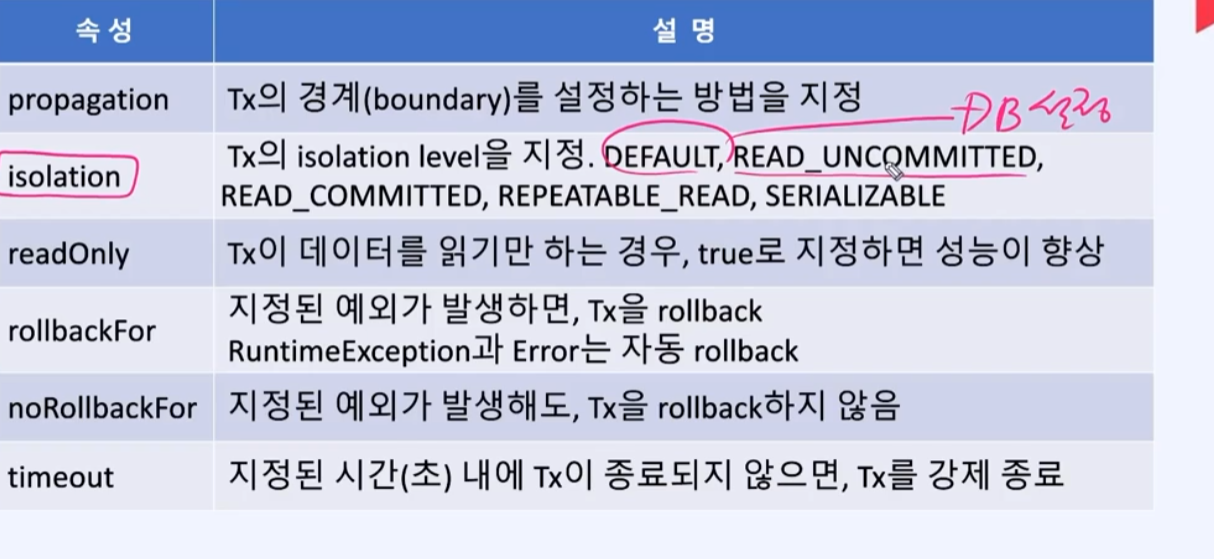 속성 설명
propagation Tx의 경계(boundary)를 설정하는 방법을 지정
DB설정
isolation Tx의 isolation level을 지정. DEFAULT, READ_UNCOMMITTED,
READ_COMMITTED, REPEATABLE_READ, SERIALIZABLE
readOnly Tx이 데이터를 읽기만 하는 경우, true로 지정하면 성능이 향상
rollbackFor 지정된 예외가 발생하면, Tx을 rollback
RuntimeException과 Error는 자동 rollback
noRollbackFor 지정된 예외가 발생해도, Tx을 rollback하지 않음
timeout 지정된 시간(초) 내에 Tx이 종료되지 않으면, Tx를 강제 종료